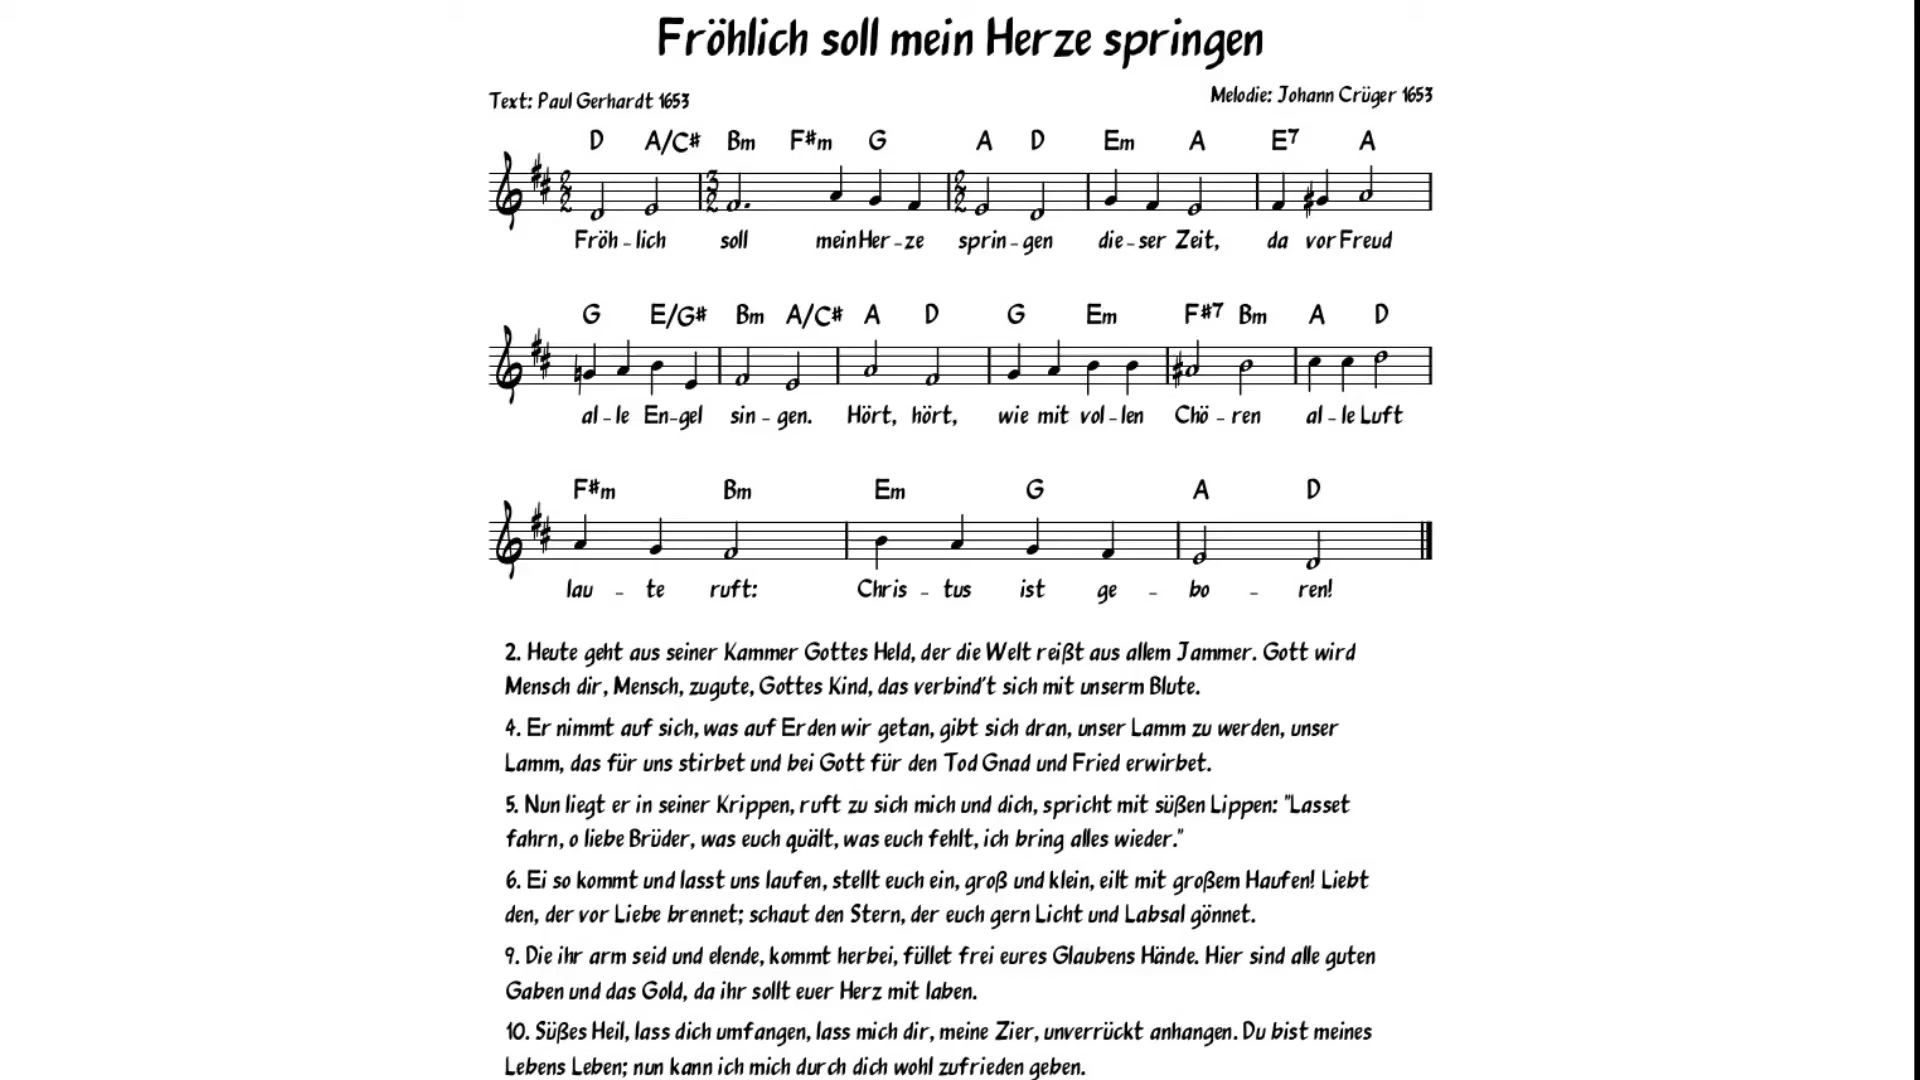 Fröhlich soll mein Herze springen
Text: Paul Gerhardt 1653
Melodie: Johann Crüger 1653
D A/C# Bm F#m G A D Em A E7 A
Fröh - lich soll mein Her - ze sprin - gen die - ser Zeit, da vor Freud
G E/G# Bm A/C# A D G Em F#7 Bm A D
al - le En - gel sin - gen. Hört, hört, wie mit vol - len Chö - ren al - le Luft
F#m Bm Em G A D
lau - te ruft: Chris - tus ist ge - bo - ren!
2. Heute geht aus seiner Kammer Gottes Held, der die Welt reißt aus allem Jammer. Gott wird
Mensch dir, Mensch, zugute, Gottes Kind, das verbind't sich mit unserm Blute.
4. Er nimmt auf sich, was auf Erden wir getan, gibt sich dran, unser Lamm zu werden, unser
Lamm, das für uns stirbet und bei Gott für den Tod Gnad und Fried erwirbet.
5. Nun liegt er in seiner Krippen, ruft zu sich mich und dich, spricht mit süßen Lippen: "Lasset
fahrn, o liebe Brüder, was euch quält, was euch fehlt, ich bring alles wieder."
6. Ei so kommt und lasst uns laufen, stellt euch ein, groß und klein, eilt mit großem Haufen! Liebt
den, der vor Liebe brennet; schaut den Stern, der euch gern Licht und Labsal gönnet.
9. Die ihr arm seid und elende, kommt herbei, füllet frei eures Glaubens Hände. Hier sind alle guten
Gaben und das Gold, da ihr sollt euer Herz mit laben.
10. Süßes Heil, lass dich umfangen, lass mich dir, meine Zier, unverrückt anhangen. Du bist meines
Lebens Leben; nun kann ich mich durch dich wohl zufrieden geben.